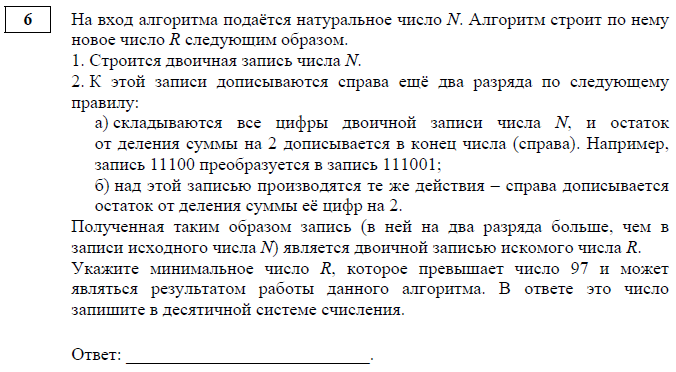 6
На вход алгоритма подаётся натуральное число N. Алгоритм строит по нему
новое число R следующим образом.
1. Строится двоичная запись числа N.
2. К этой записи дописываются справа ещё два разряда по следующему
правилу:
а) складываются все цифры двоичной записи числа N, и остаток
от деления суммы на 2 дописывается в конец числа (справа). Например,
запись 11100 преобразуется в запись 111001;
б) над этой записью производятся те же действия – справа дописывается
остаток от деления суммы её цифр на 2.
Полученная таким образом запись (в ней на два разряда больше, чем в
записи исходного числа N) является двоичной записью искомого числа R.
Укажите минимальное число R, которое превышает число 97 и может
являться результатом работы данного алгоритма. В ответе это число
запишите в десятичной системе счисления.
Ответ: ___________________________.